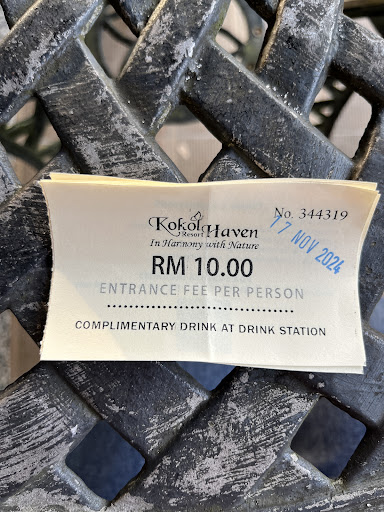 No. 344319
Kokol Haven
Resort
In Harmony with Nature
17 NOV 2024
RM 10.00
ENTRANCE FEE PER PERSON
COMPLIMENTARY DRINK AT DRINK STATION